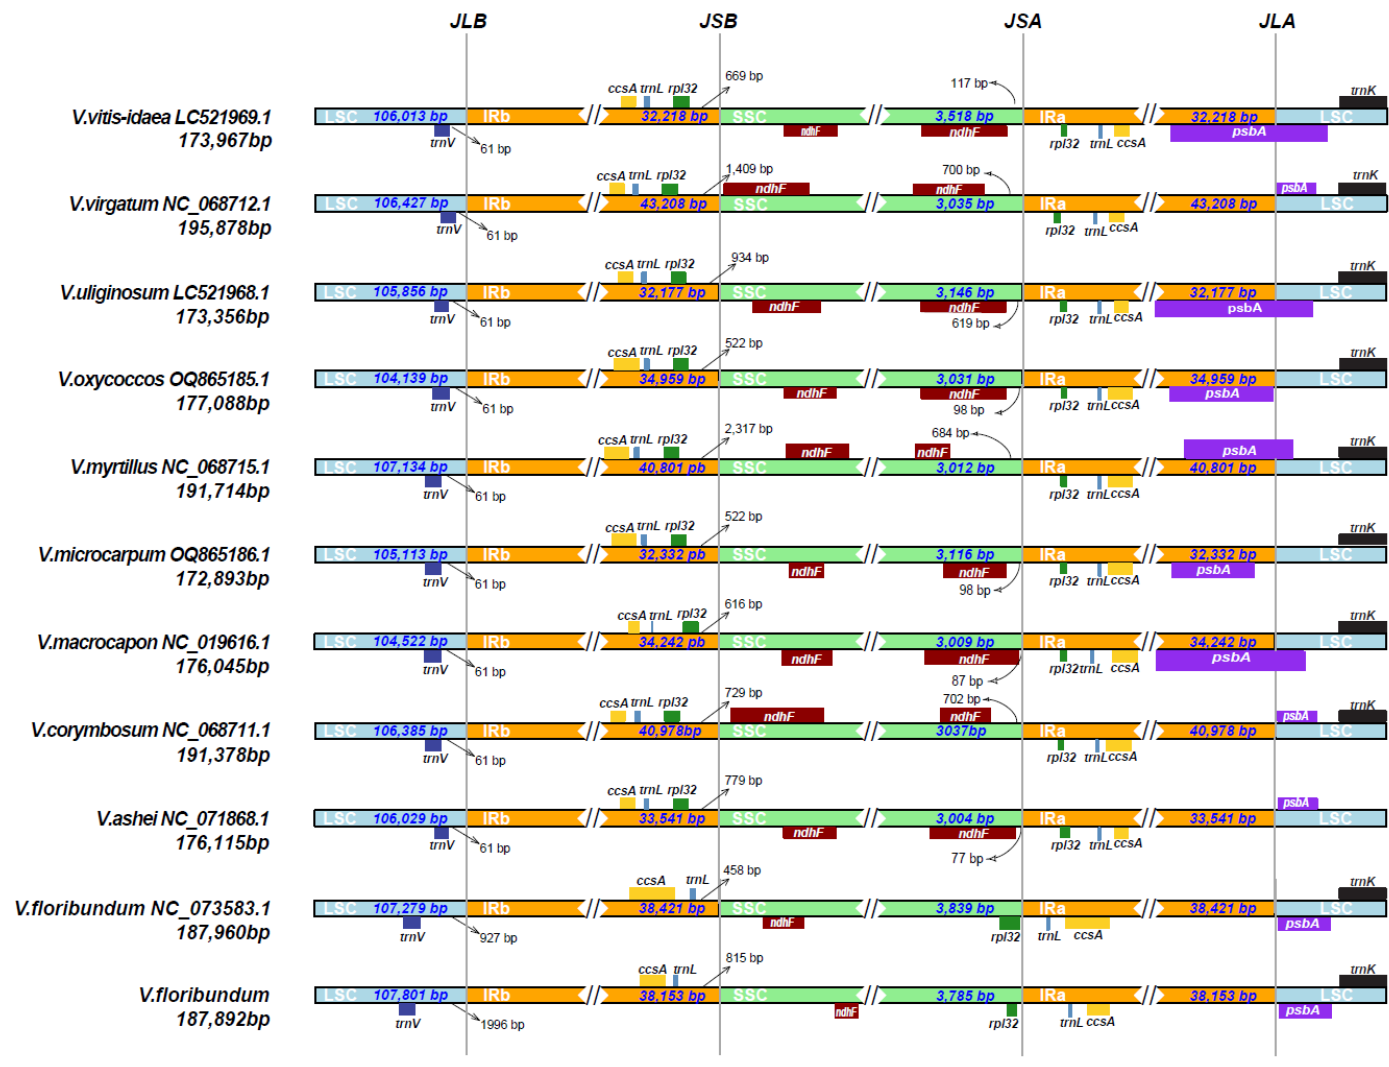 JLB JSB JSA JLA
ccsA trnL rpl32 669 bp 117 bp trnK
V.vitis-idaea LC521969.1 LSC 106,013 bp IRb // 32,218 bp SSC // 3,518 bp IRa // 32,218 bp LSC
173,967bp trnV 61 bp ndhF ndhF rpl32 trnL ccsA psbA
ccsA trnL rpl32 1,409 bp ndhF ndhF 700 bp psbA trnK
V.virgatum NC_068712.1 LSC 106,427 bp IRb // 43,208 bp SSC // 3,035 bp IRa // 43,208 bp LSC
195,878bp trnV 61 bp rpl32 trnL ccsA
ccsA trnL rpl32 934 bp trnK
V.uliginosum LC521968.1 LSC 105,856 bp IRb // 32,177 bp SSC // 3,146 bp IRa // 32,177 bp LSC
173,356bp trnV 61 bp ndhF ndhF 619 bp rpl32 trnL ccsA psbA
ccsA trnL rpl32 522 bp trnK
V.oxycoccos OQ865185.1 LSC 104,139 bp IRb // 34,959 bp SSC // 3,031 bp IRa // 34,959 bp LSC
177,088bp trnV 61 bp ndhF ndhF 98 bp rpl32 trnL ccsA psbA
ccsA trnL rpl32 2,317 bp ndhF ndhF 684 bp psbA trnK
V.myrtillus NC_068715.1 LSC 107,134 bp IRb // 40,801 pb SSC // 3,012 bp IRa // 40,801 bp LSC
191,714bp trnV 61 bp rpl32 trnL ccsA
ccsA trnL rpl32 522 bp trnK
V.microcarpum OQ865186.1 LSC 105,113 bp IRb // 32,332 pb SSC // 3,116 bp IRa // 32,332 bp LSC
172,893bp trnV 61 bp ndhF ndhF 98 bp rpl32 trnL ccsA psbA
ccsA trnL rpl32 616 bp trnK
V.macrocapon NC_019616.1 LSC 104,522 bp IRb // 34,242 pb SSC // 3,009 bp IRa // 34,242 bp LSC
176,045bp trnV 61 bp ndhF ndhF 87 bp rpl32 trnL ccsA psbA
ccsA trnL rpl32 729 bp ndhF ndhF 702 bp psbA trnK
V.corymbosum NC_068711.1 LSC 106,385 bp IRb // 40,978bp SSC // 3037bp IRa // 40,978 bp LSC
191,378bp trnV 61 bp rpl32 trnL ccsA
ccsA trnL rpl32 779 bp psbA
V.ashei NC_071868.1 LSC 106,029 bp IRb // 33,541 bp SSC // 3,004 bp IRa // 33,541 bp LSC
176,115bp trnV 61 bp ndhF ndhF 77 bp rpl32 trnL ccsA
ccsA trnL 458 bp trnK
V.floribundum NC_073583.1 LSC 107,279 bp IRb // 38,421 bp SSC // 3,839 bp IRa // 38,421 bp LSC
187,960bp trnV 927 bp ndhF rpl32 trnL ccsA psbA
ccsA trnL 815 bp trnK
V.floribundum LSC 107,801 bp IRb // 38,153 bp SSC // 3,785 bp IRa // 38,153 bp LSC
187,892bp trnV 1996 bp ndhF rpl32 trnL ccsA psbA